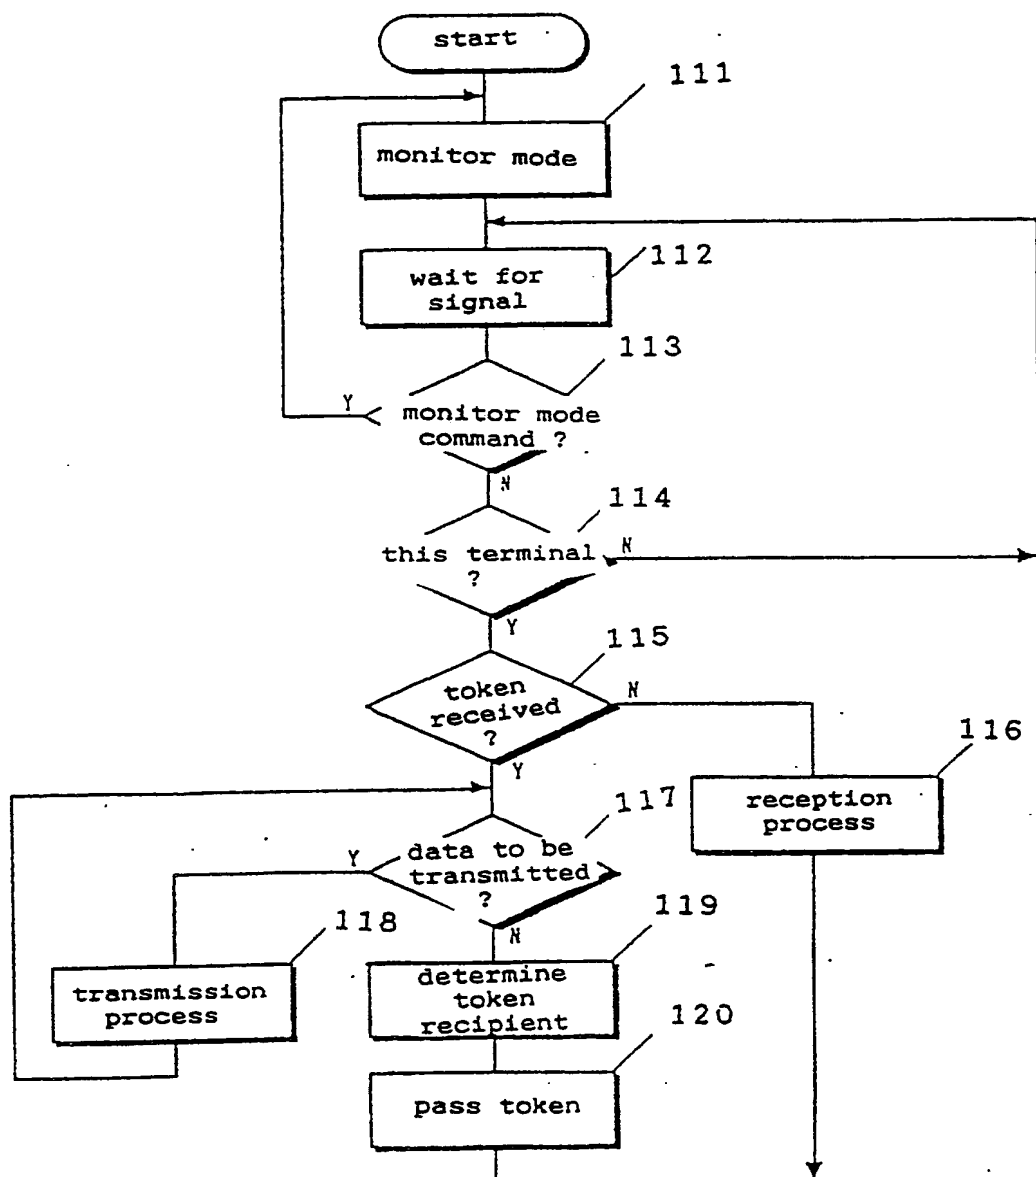 start
111
monitor mode
112
wait for
signal
113
Y
monitor mode
command ?
N
114
this terminal
?
N
Y
115
token
received
?
N
Y
116
reception
process
117
Y
data to be
transmitted
?
N
118
transmission
process
119
determine
token
recipient
120
pass token